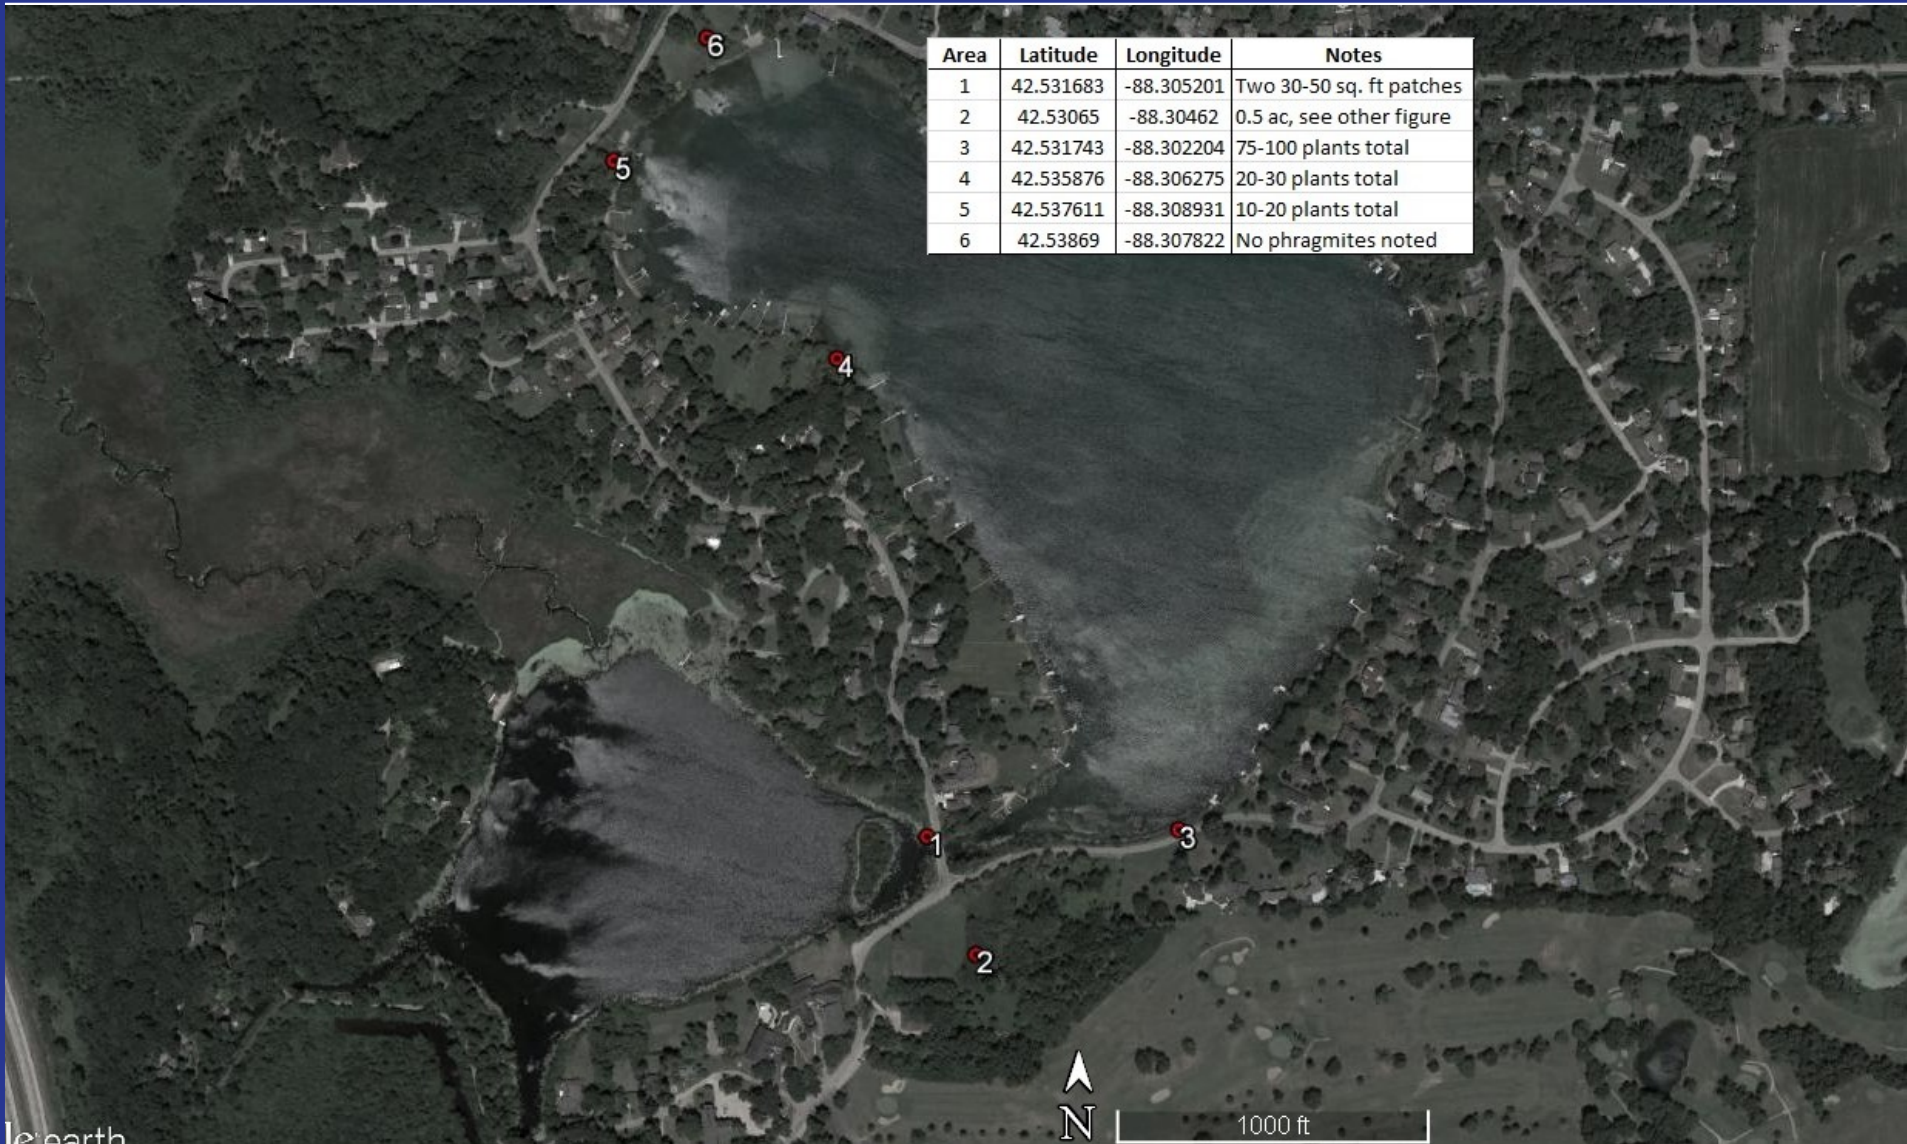 6
Area Latitude Longitude Notes
1 42.531683 -88.305201 Two 30-50 sq. ft patches
2 42.53065 -88.30462 0.5 ac, see other figure
3 42.531743 -88.302204 75-100 plants total
4 42.535876 -88.306275 20-30 plants total
5 42.537611 -88.308931 10-20 plants total
6 42.53869 -88.307822 No phragmites noted
5
4
1
3
2
N
1000 ft
le earth